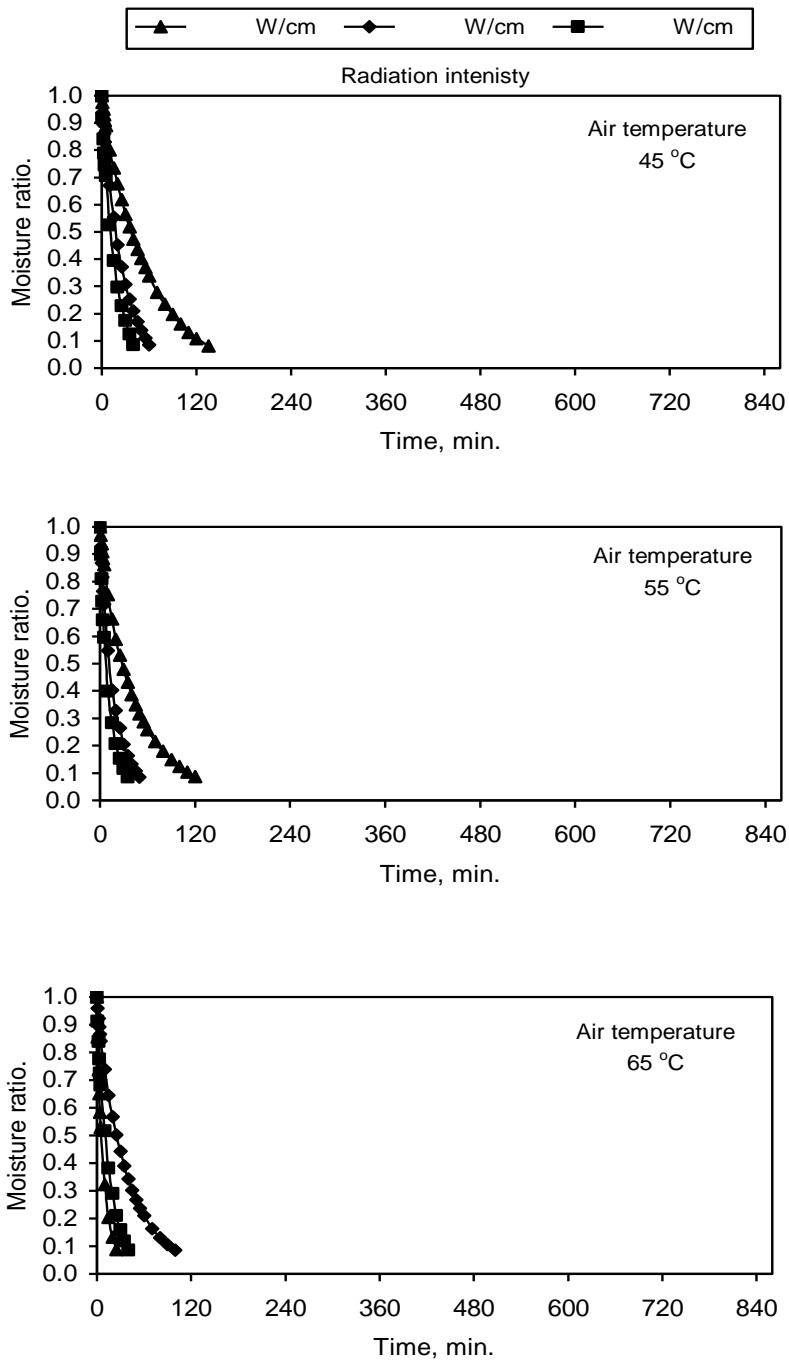 W/cm W/cm W/cm
Radiation intenisty
1.0
0.9
0.8
0.7
0.6
0.5
0.4
0.3
0.2
0.1
0.0
Moisture ratio.
Air temperature
45 °C
0 120 240 360 480 600 720 840
Time, min.
1.0
0.9
0.8
0.7
0.6
0.5
0.4
0.3
0.2
0.1
0.0
Moisture ratio.
Air temperature
55 °C
0 120 240 360 480 600 720 840
Time, min.
1.0
0.9
0.8
0.7
0.6
0.5
0.4
0.3
0.2
0.1
0.0
Moisture ratio.
Air temperature
65 °C
0 120 240 360 480 600 720 840
Time, min.